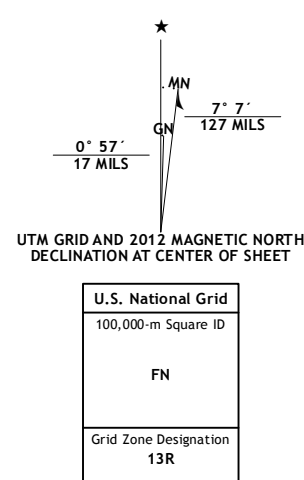 ★
MN
7° 7´
127 MILS
GN
0° 57´
17 MILS
UTM GRID AND 2012 MAGNETIC NORTH
DECLINATION AT CENTER OF SHEET
U.S. National Grid
100,000-m Square ID
FN
Grid Zone Designation
13R